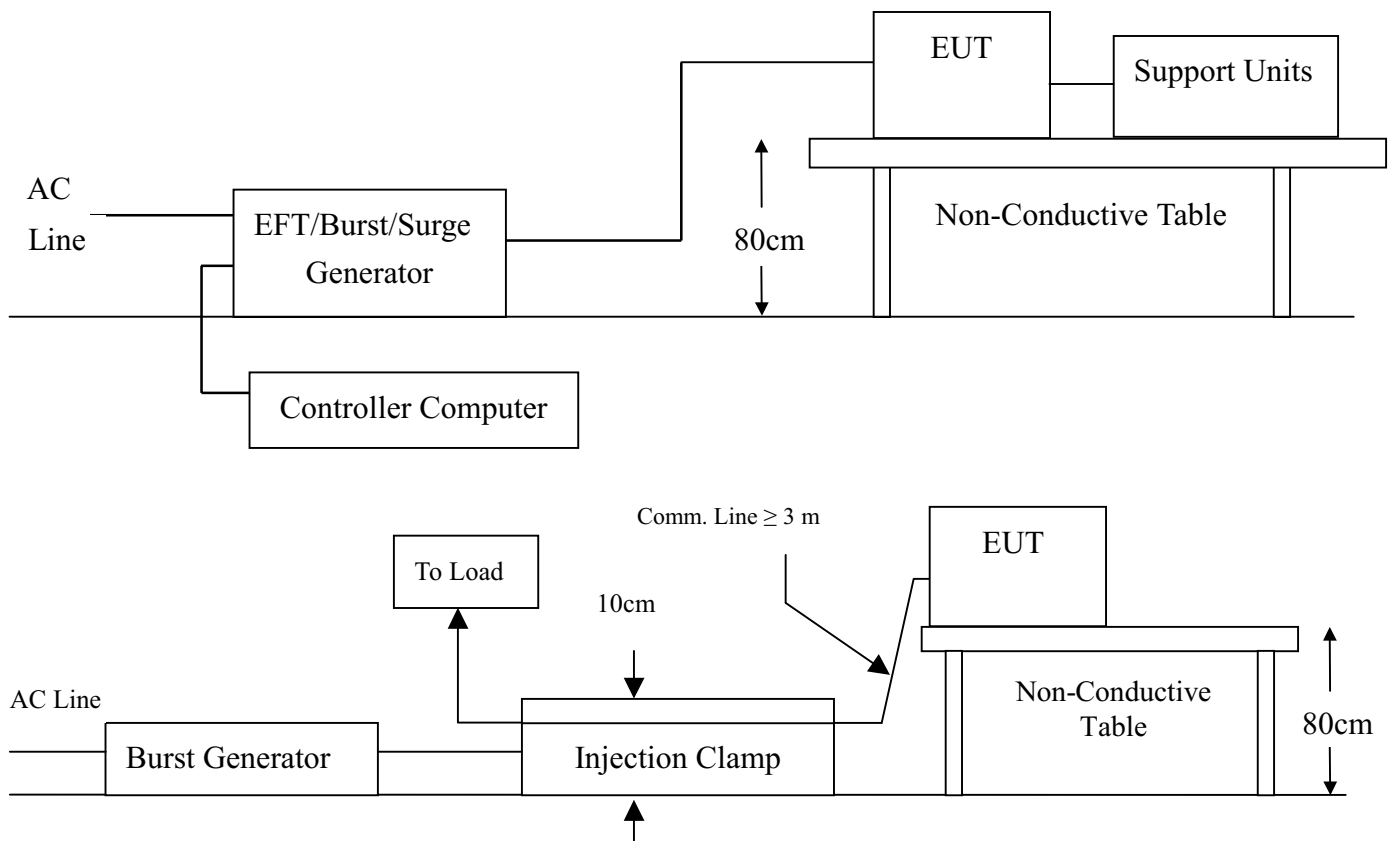 EUT
Support Units
AC
Line
EFT/Burst/Surge
Generator
80cm
Non-Conductive Table
Controller Computer
Comm. Line ≥ 3 m
EUT
To Load
10cm
AC Line
Burst Generator
Injection Clamp
Non-Conductive
Table
80cm